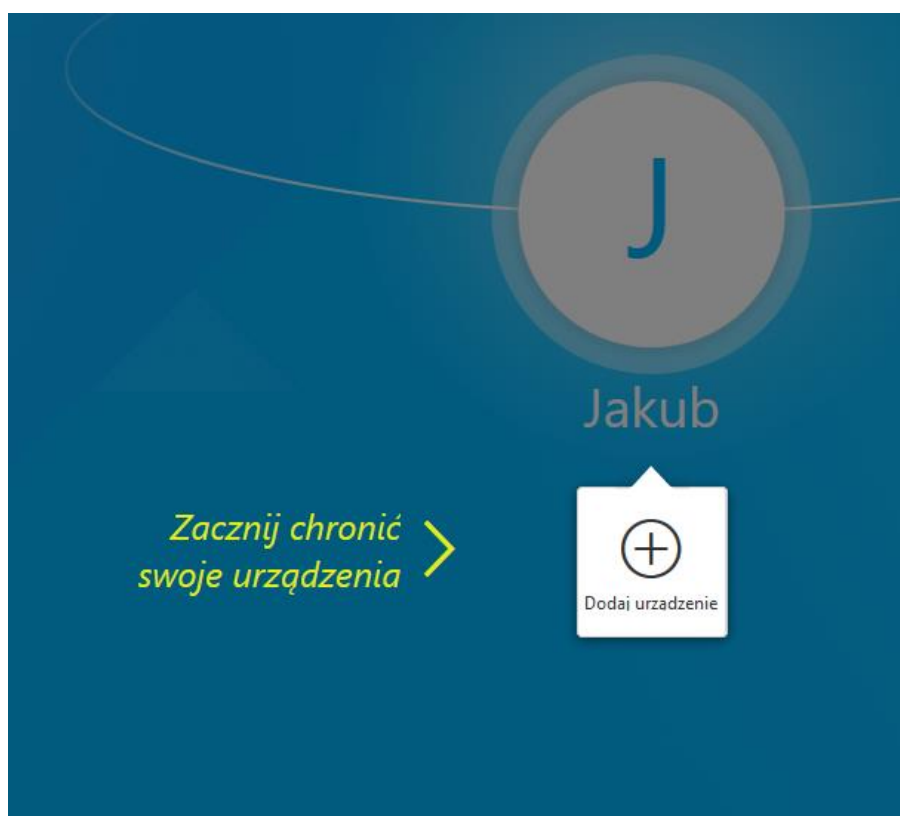 J
Jakub
Zacznij chronić
swoje urządzenia
Dodaj urządzenie